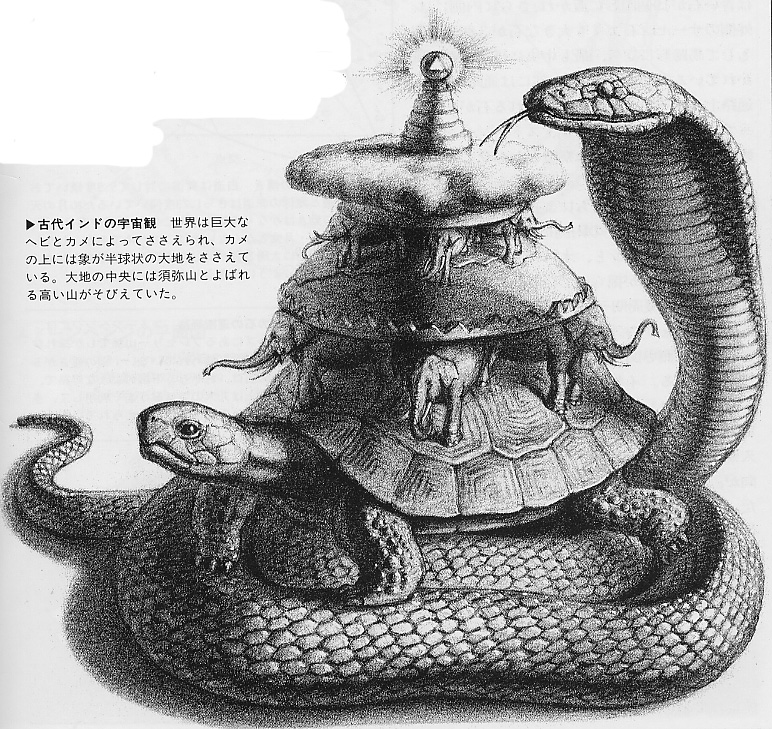 ▶古代インドの宇宙観　世界は巨大な
ヘビとカメによってささえられ、カメ
の上には象が半球状の大地をささえて
いる。大地の中央には須弥山とよばれ
る高い山がそびえていた。